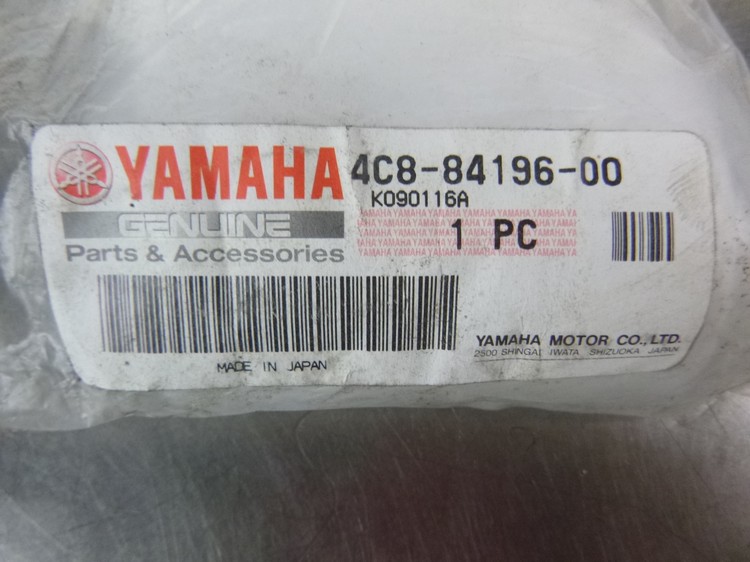 YAMAHA 4C8-84196-00
K090116A
GENUINE
YAMAHAYAMAHAYAMAHAYAMAHAYAMAHAYA
1 PC
Parts & Accessories
MADE IN JAPAN
YAMAHA MOTOR CO., LTD.
2500 SHINGAI IWATA SHIZUOKA JAPAN